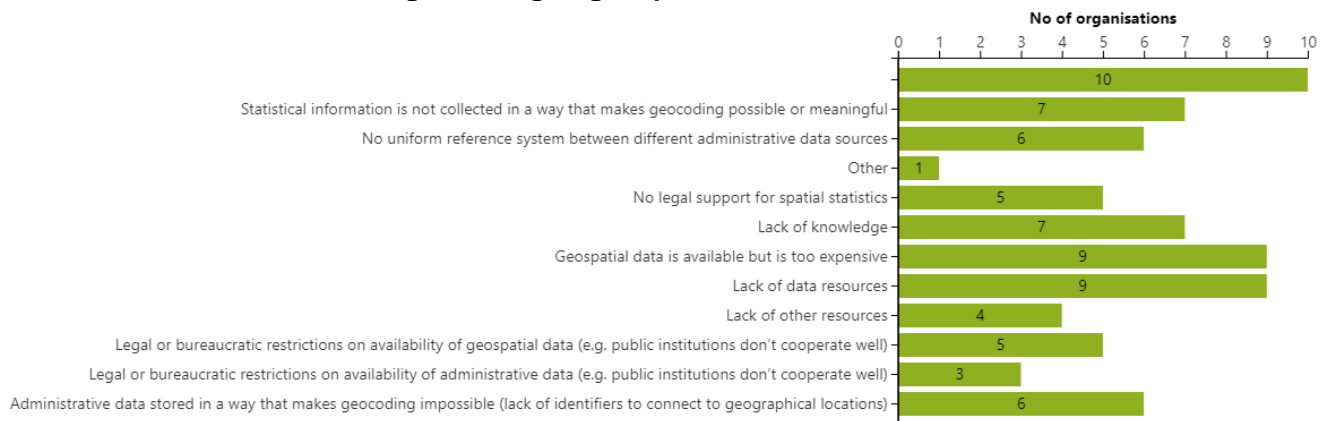 No of organisations
0 1 2 3 4 5 6 7 8 9 10
10
Statistical information is not collected in a way that makes geocoding possible or meaningful 7
No uniform reference system between different administrative data sources 6
Other 1
No legal support for spatial statistics 5
Lack of knowledge 7
Geospatial data is available but is too expensive 9
Lack of data resources 9
Lack of other resources 4
Legal or bureaucratic restrictions on availability of geospatial data (e.g. public institutions don't cooperate well) 5
Legal or bureaucratic restrictions on availability of administrative data (e.g. public institutions don't cooperate well) 3
Administrative data stored in a way that makes geocoding impossible (lack of identifiers to connect to geographical locations) 6